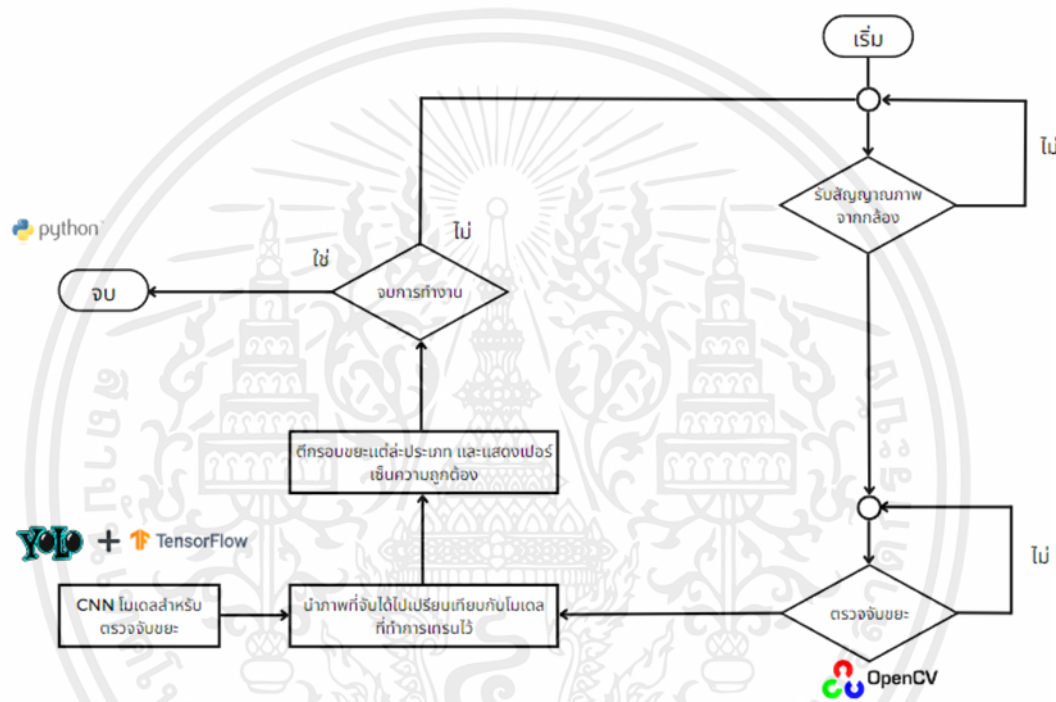 เริ่ม
ไม่
รับสัญญาณภาพ
จากกล้อง
python
ไม่
ใช่
จบการทำงาน
จบ
ตีกรอบขยะแต่ล่ะประเภท และแสดงเปอร์
เซ็นความถูกต้อง
YOLO + TensorFlow
ไม่
CNN โมเดลสำหรับ
ตรวจจับขยะ
นำภาพที่จับได้ไปเปรียบเทียบกับโมเดล
ที่ทำการเทรนไว้
ตรวจจับขยะ
OpenCV